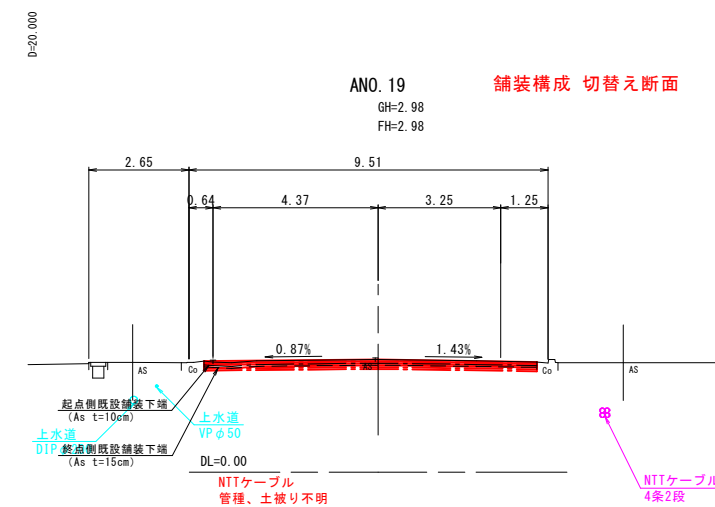 D=20.000
ANO.19
舗装構成 切替え断面
GH=2.98
FH=2.98
2.65
9.51
0.64
4.37
3.25
1.25
0.87%
1.43%
AS
Co
AS
Co
AS
起点側既設舗装下端
(As t=10cm)
上水道
VPφ50
上水道
終点側既設舗装下端
(As t=15cm)
DL=0.00
NTTケーブル
管種、土被り不明
NTTケーブル
4条2段